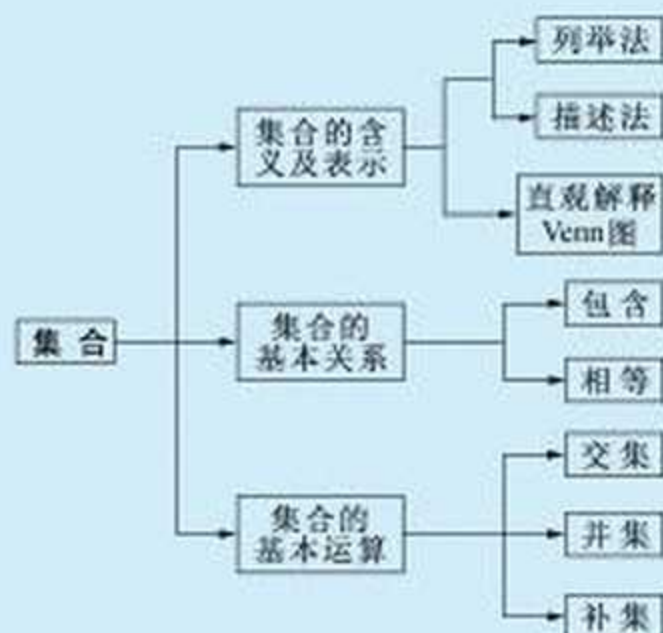 列举法
集合的含
义及表示
描述法
直观解释
Venn图
集合
集合的
基本关系
包含
相等
集合的
基本运算
交集
并集
补集